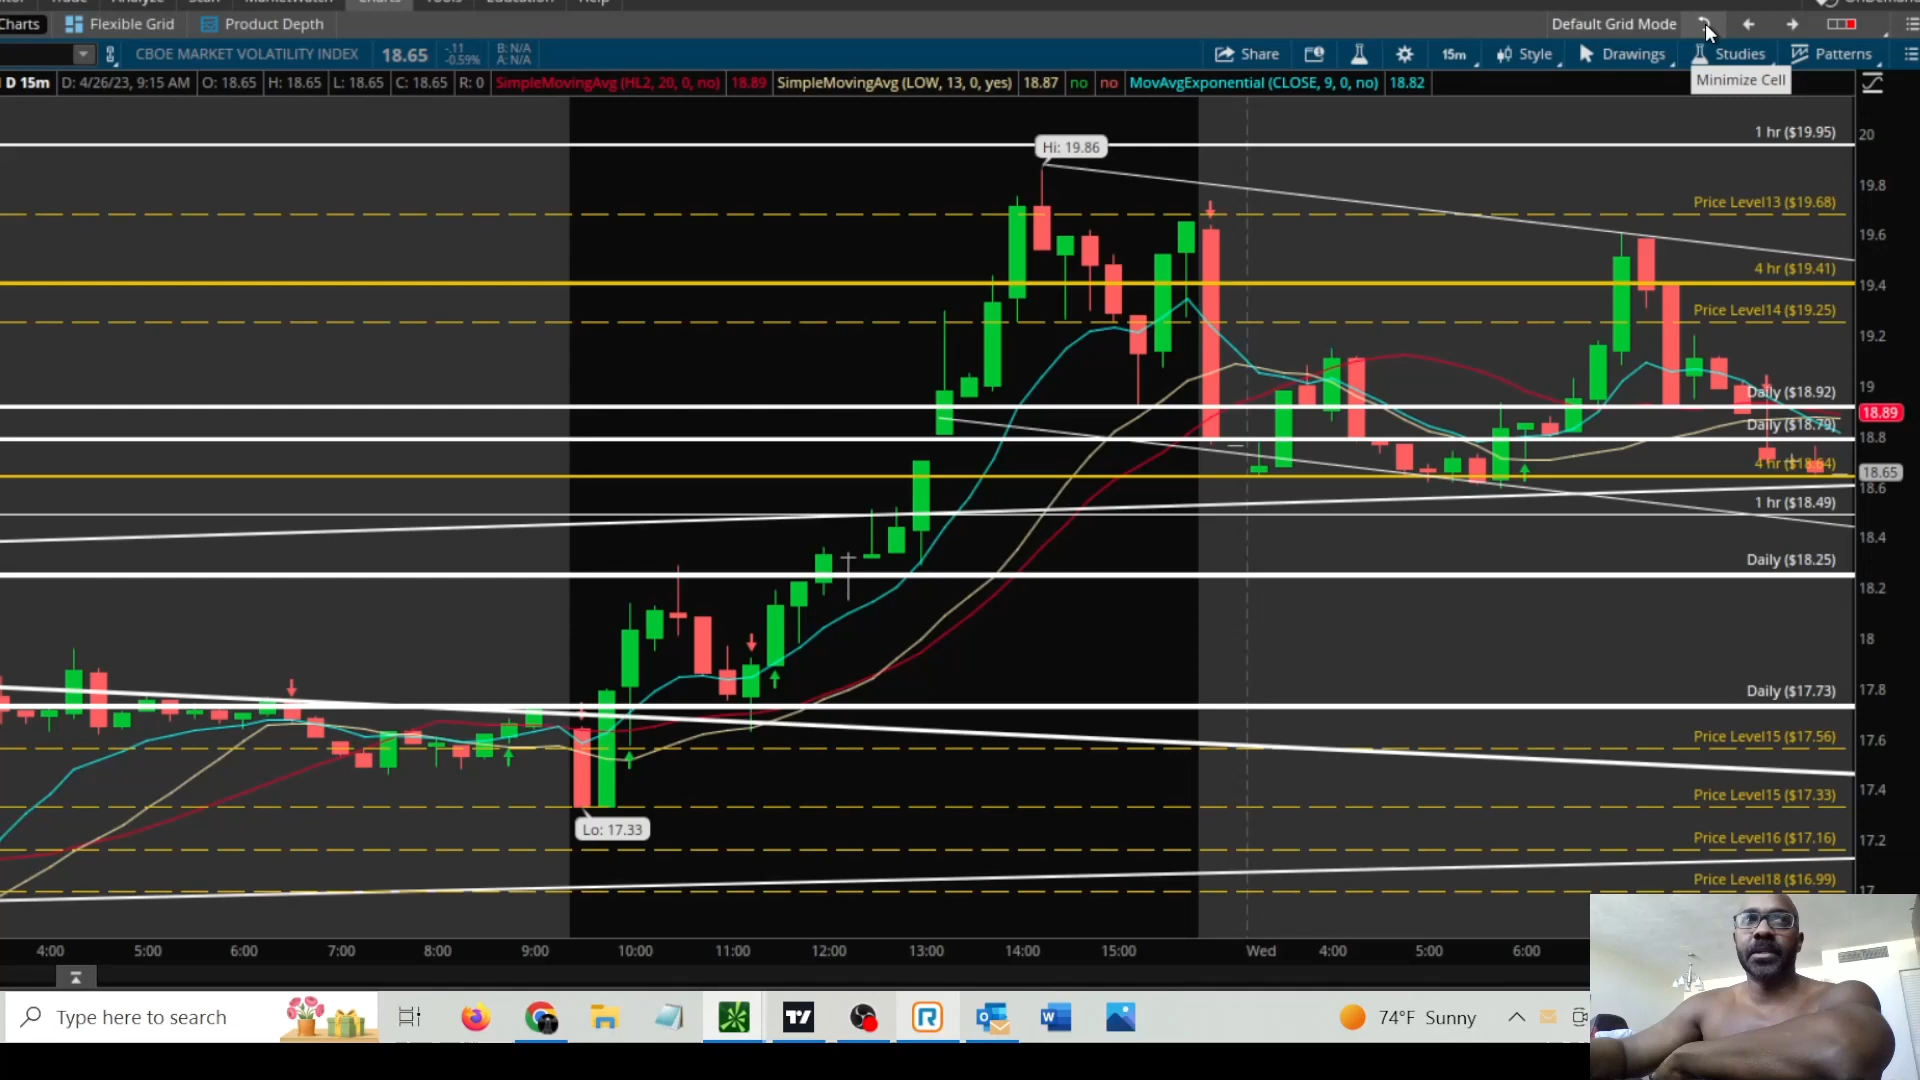 Charts
Flexible Grid
Product Depth
Default Grid Mode
CBOE MARKET VOLATILITY INDEX
18.65
-.11
-0.59%
B: N/A
A: N/A
Share
15m
Style
Drawings
Studies
Patterns
Minimize Cell
D 15m
D: 4/26/23, 9:15 AM
O: 18.65
H: 18.65
L: 18.65
C: 18.65
R: 0
SimpleMovingAvg (HL2, 20, 0, no)
18.89
SimpleMovingAvg (LOW, 13, 0, yes)
18.87
no
no
MovAvgExponential (CLOSE, 9, 0, no)
18.82
1 hr ($19.95)
Hi: 19.86
Price Level13 ($19.68)
4 hr ($19.41)
Price Level14 ($19.25)
Daily ($18.92)
Daily ($18.79)
4 hr ($18.64)
1 hr ($18.49)
Daily ($18.25)
Daily ($17.73)
Price Level15 ($17.56)
Price Level15 ($17.33)
Lo: 17.33
Price Level16 ($17.16)
Price Level18 ($16.99)
20
19.8
19.6
19.4
19.2
19
18.89
18.8
18.65
18.6
18.4
18.2
18
17.8
17.6
17.4
17.2
17
4:00
5:00
6:00
7:00
8:00
9:00
10:00
11:00
12:00
13:00
14:00
15:00
Wed
4:00
5:00
6:00
Type here to search
74°F Sunny